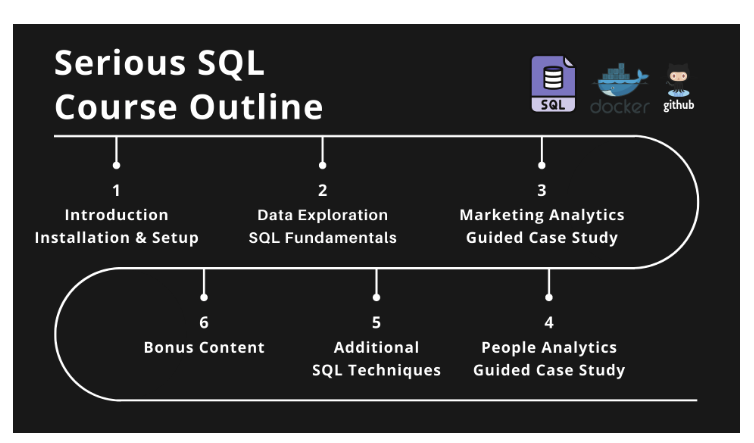 Serious SQL
Course Outline
SQL
docker
github
1
Introduction
Installation & Setup
2
Data Exploration
SQL Fundamentals
3
Marketing Analytics
Guided Case Study
4
People Analytics
Guided Case Study
5
Additional
SQL Techniques
6
Bonus Content